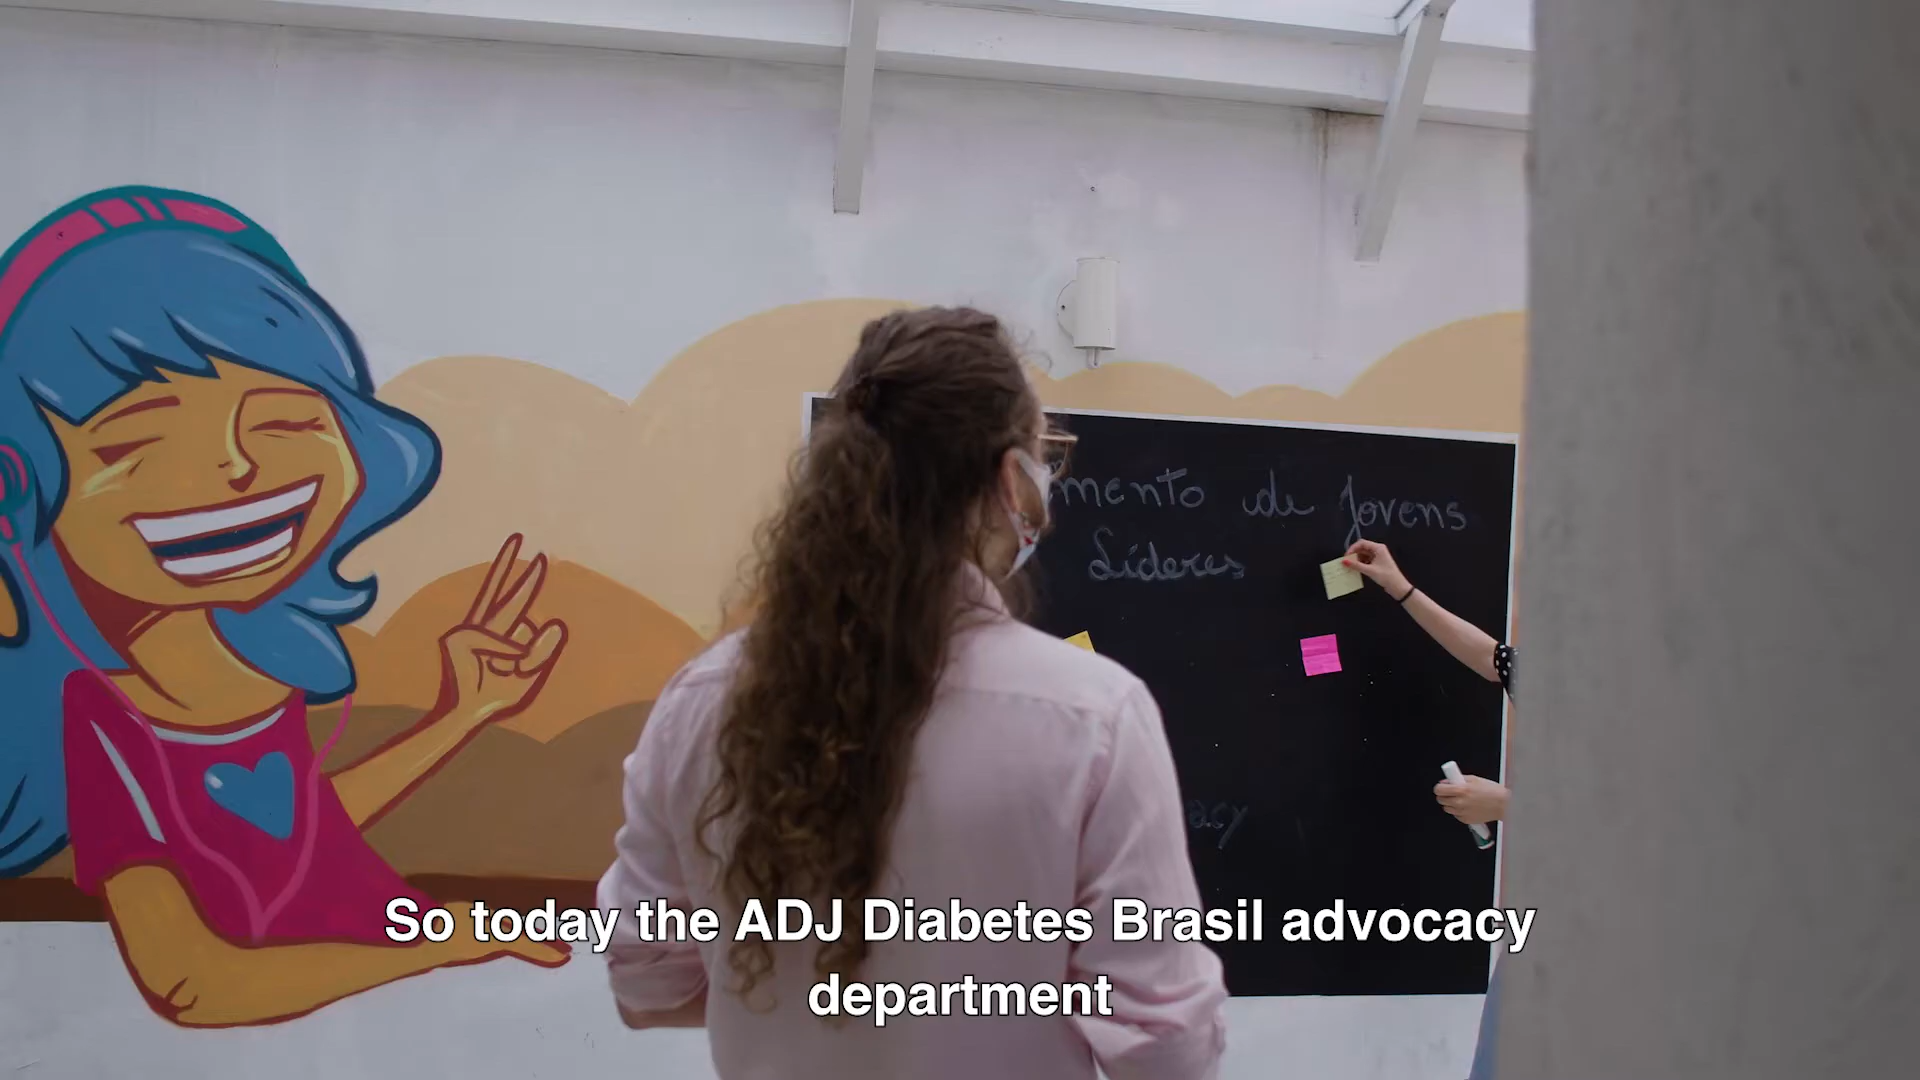 mento de Jovens
Líderes
acy
So today the ADJ Diabetes Brasil advocacy
department